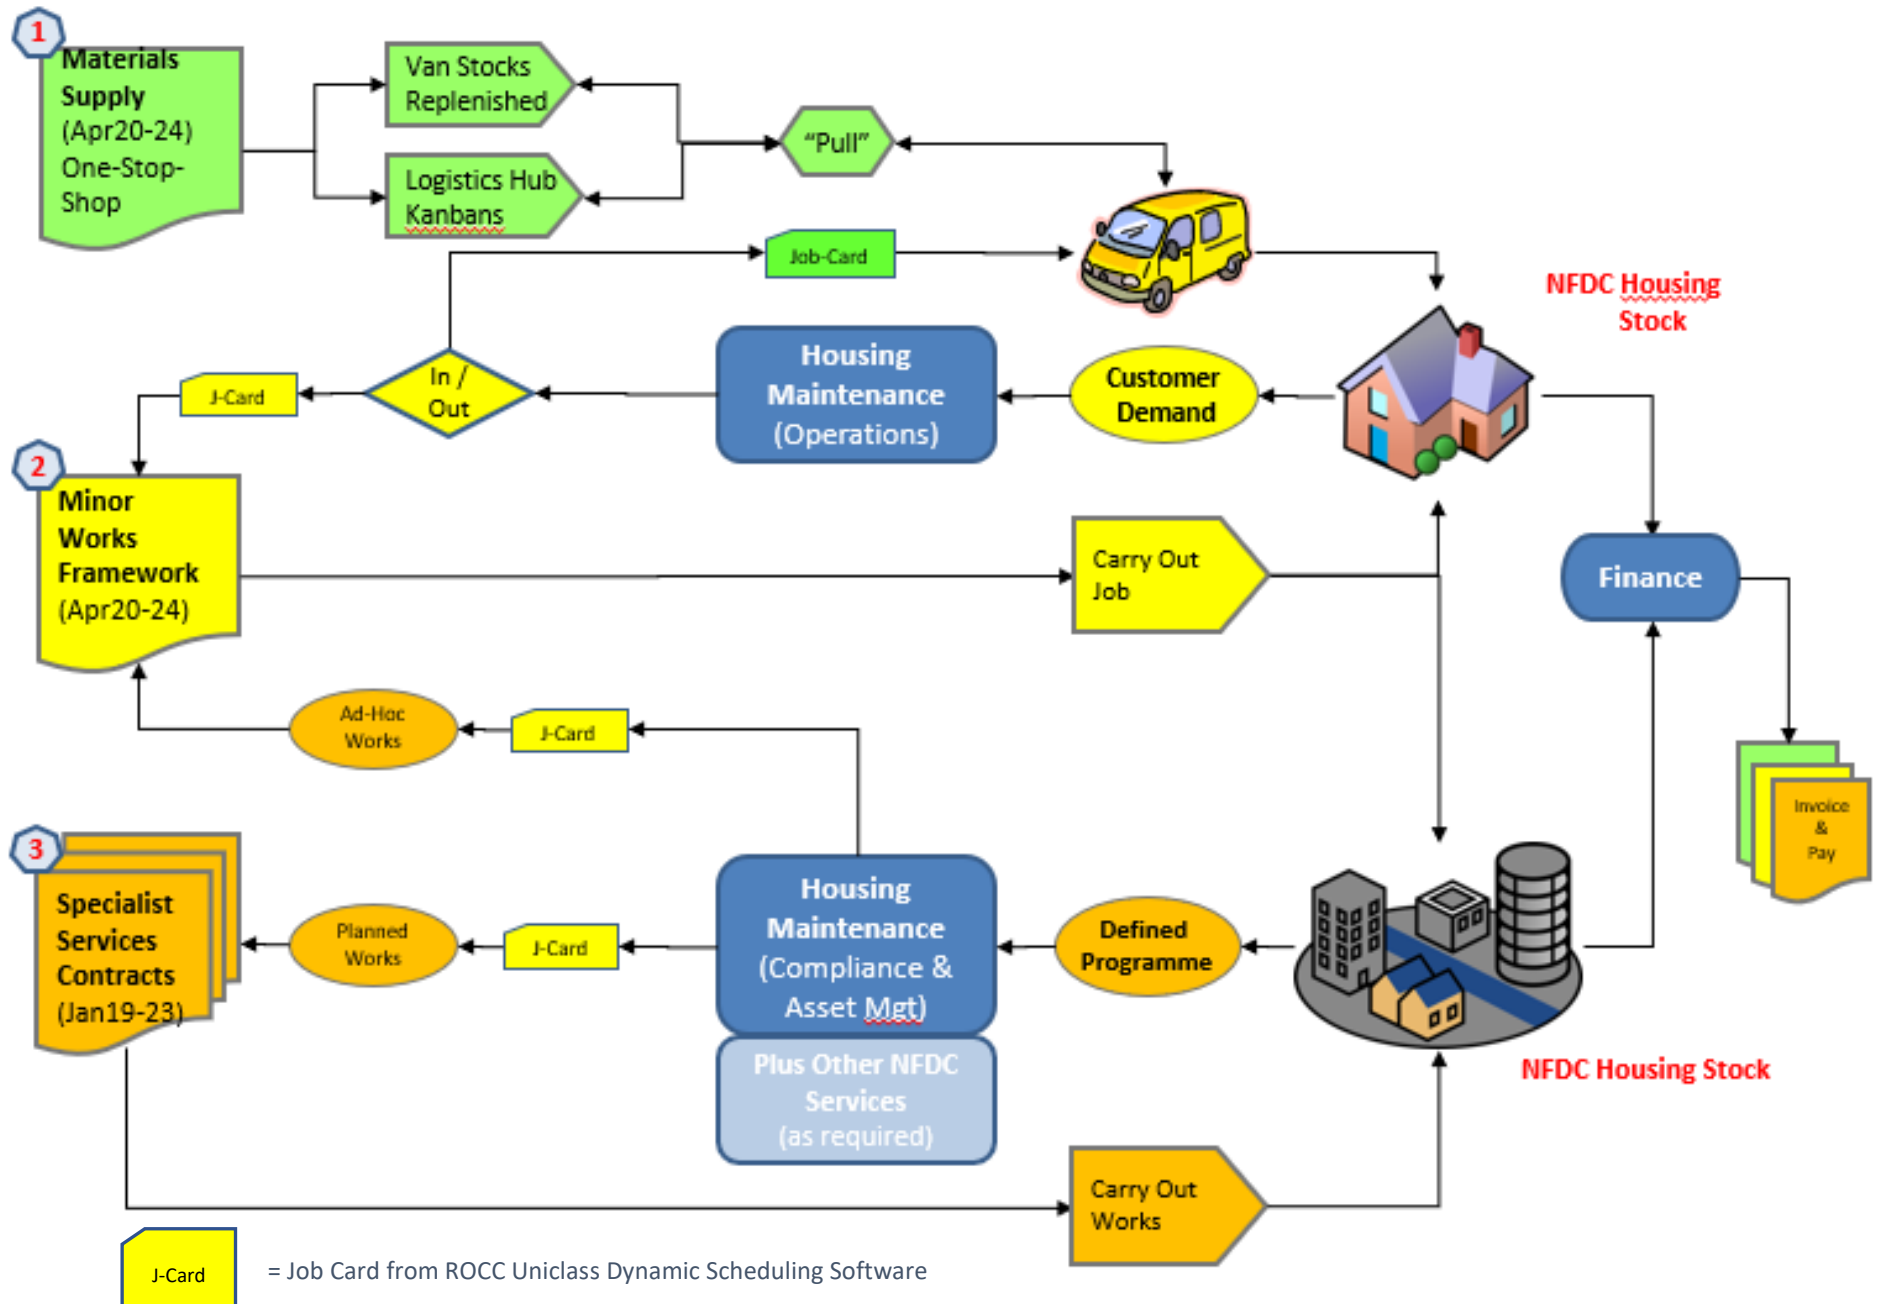 1
Materials
Supply
(Apr20-24)
One-Stop-
Shop
Van Stocks
Replenished
Logistics Hub
Kanbans
“Pull”
Job-Card
NFDC Housing
Stock
In /
Out
J-Card
Housing
Maintenance
(Operations)
Customer
Demand
2
Minor
Works
Framework
(Apr20-24)
Carry Out
Job
Finance
Ad-Hoc
Works
J-Card
Invoice
&
Pay
3
Specialist
Services
Contracts
(Jan19-23)
Planned
Works
J-Card
Housing
Maintenance
(Compliance &
Asset Mgt)
Defined
Programme
Plus Other NFDC
Services
(as required)
NFDC Housing Stock
Carry Out
Works
J-Card
= Job Card from ROCC Uniclass Dynamic Scheduling Software